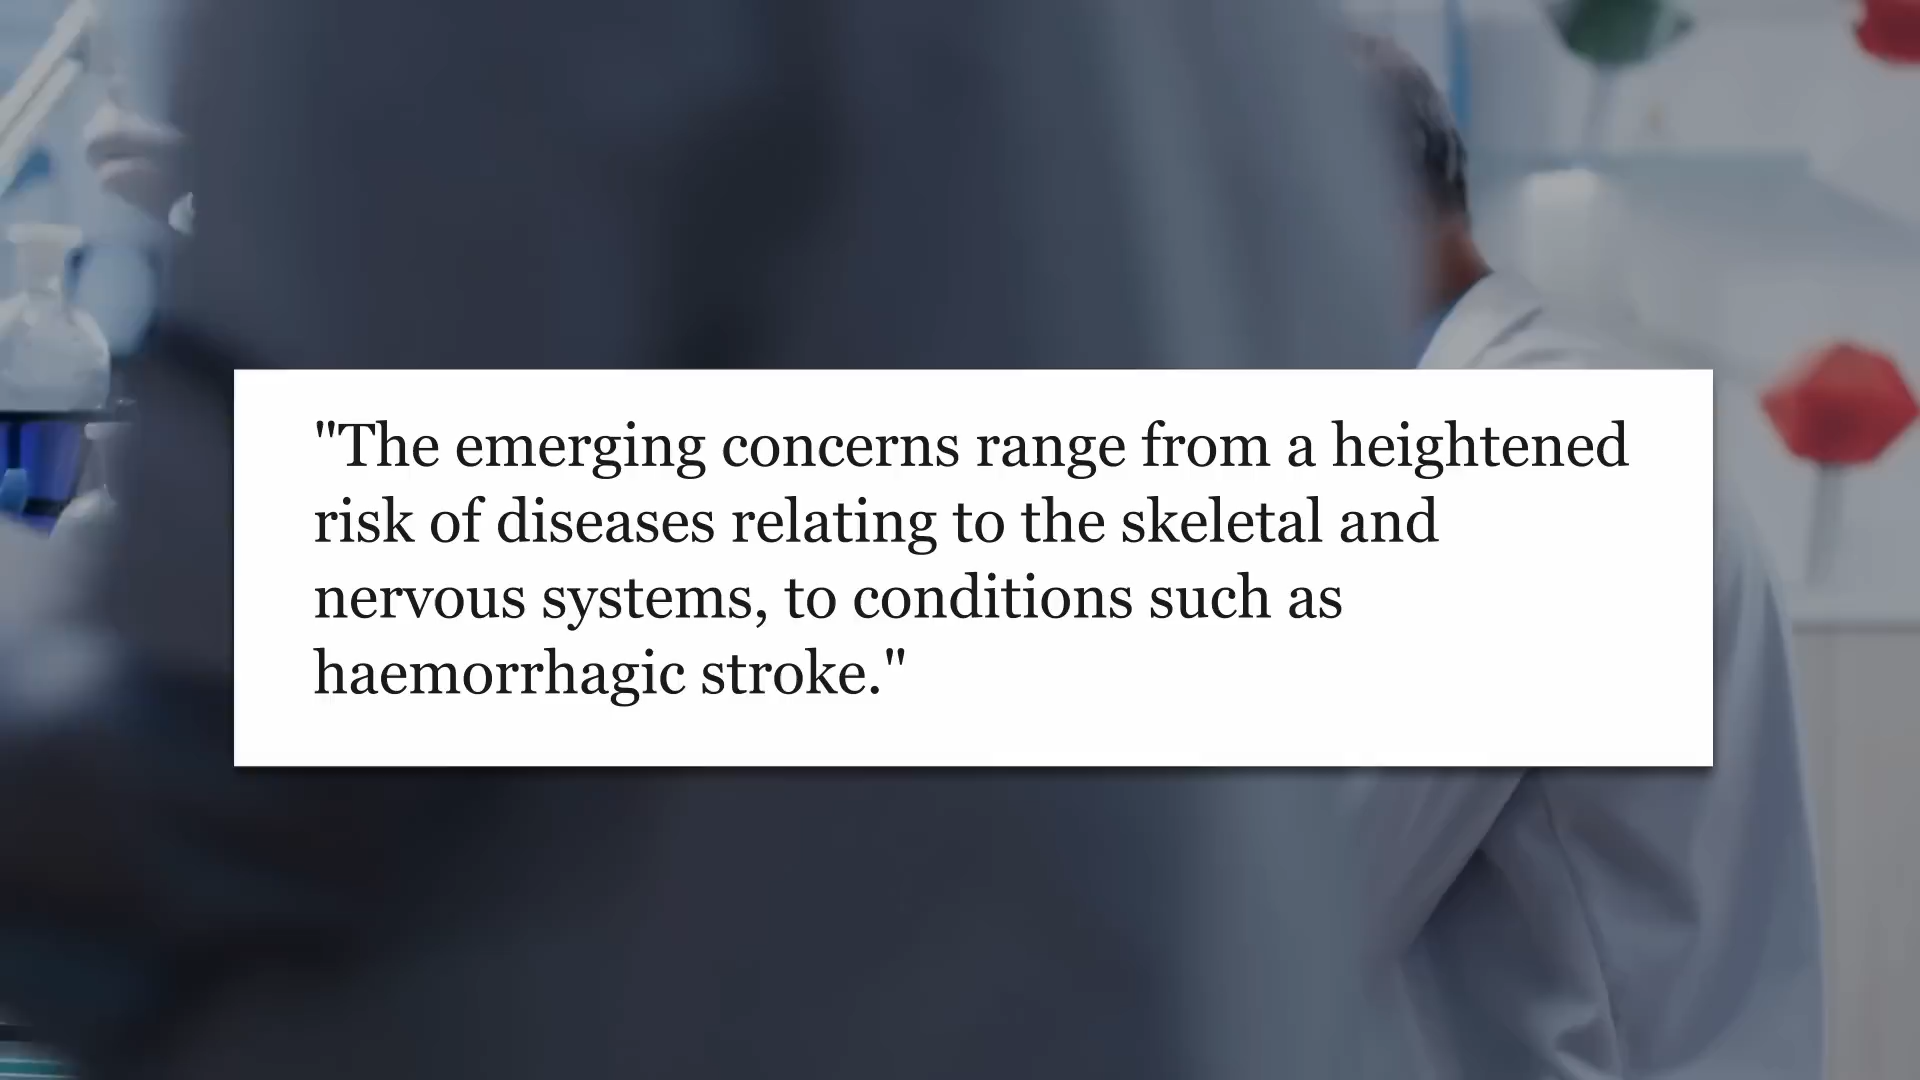 "The emerging concerns range from a heightened
risk of diseases relating to the skeletal and
nervous systems, to conditions such as
haemorrhagic stroke."